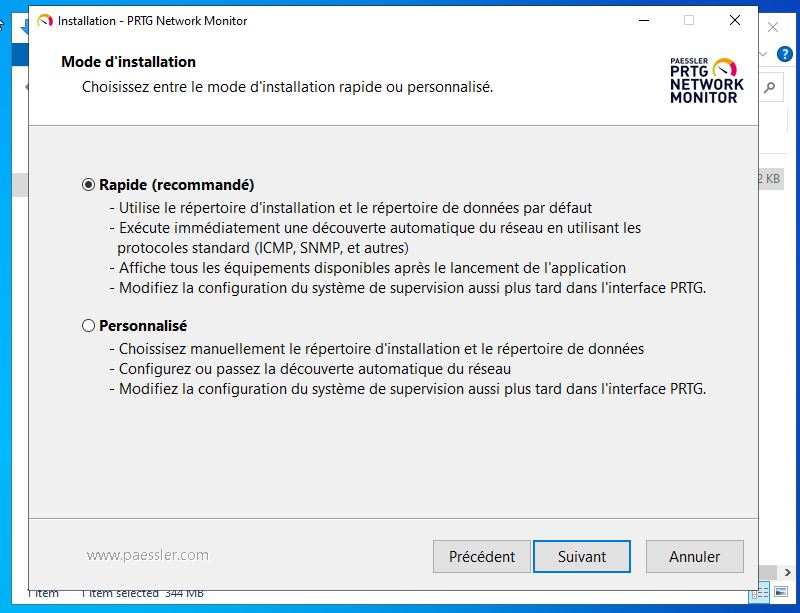 Installation - PRTG Network Monitor
Mode d'installation
Choisissez entre le mode d'installation rapide ou personnalisé.
PAESSLER
PRTG
NETWORK
MONITOR
?
2 KB
Rapide (recommandé)
- Utilise le répertoire d'installation et le répertoire de données par défaut
- Exécute immédiatement une découverte automatique du réseau en utilisant les
protocoles standard (ICMP, SNMP, et autres)
- Affiche tous les équipements disponibles après le lancement de l'application
- Modifiez la configuration du système de supervision aussi plus tard dans l'interface PRTG.
Personnalisé
- Choissisez manuellement le répertoire d'installation et le répertoire de données
- Configurez ou passez la découverte automatique du réseau
- Modifiez la configuration du système de supervision aussi plus tard dans l'interface PRTG.
www.paessler.com
Précédent
Suivant
Annuler
1 item 1 item selected 344 MB